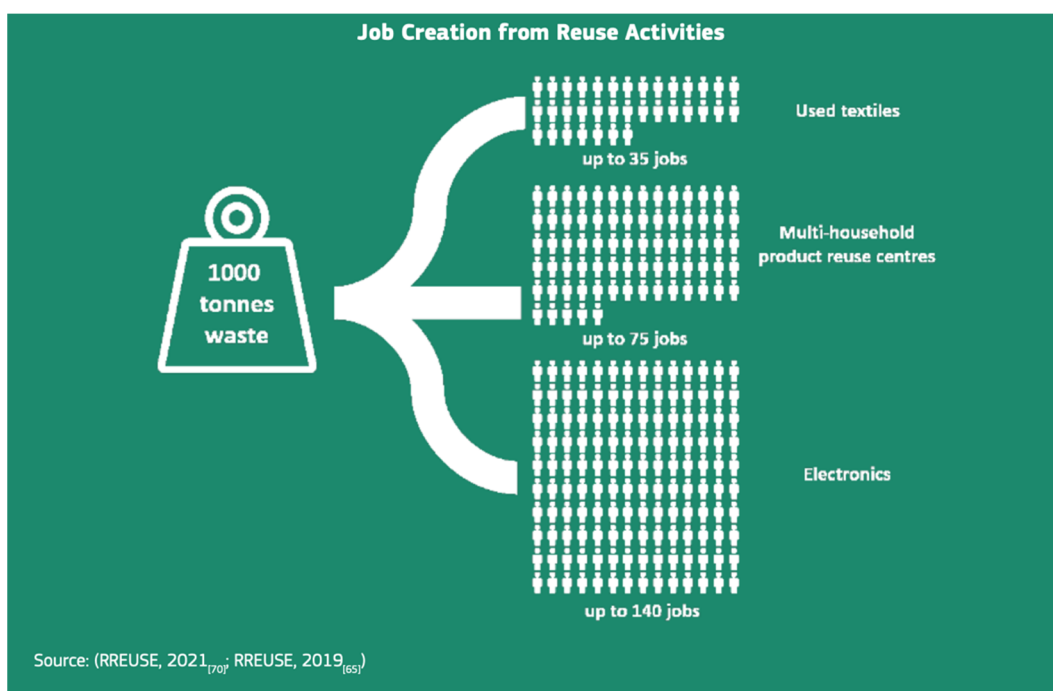 Job Creation from Reuse Activities
1000
tonnes
waste
Used textiles
up to 35 jobs
Multi-household
product reuse centres
up to 75 jobs
Electronics
up to 140 jobs
Source: (RREUSE, 2021[70]; RREUSE, 2019[65])